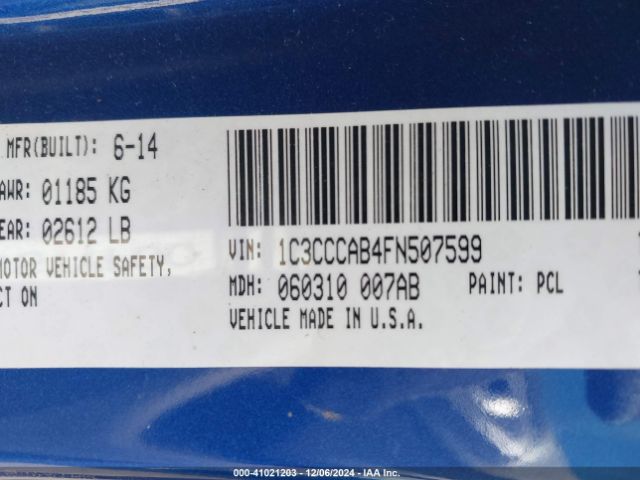 MFR(BUILT): 6-14
AWR: 01185 KG
EAR: 02612 LB
MOTOR VEHICLE SAFETY,
CT ON
VIN: 1C3CCCAB4FN507599
MDH: 060310 007AB PAINT: PCL
VEHICLE MADE IN U.S.A.
000-41021203 - 12/06/2024 - IAA Inc.